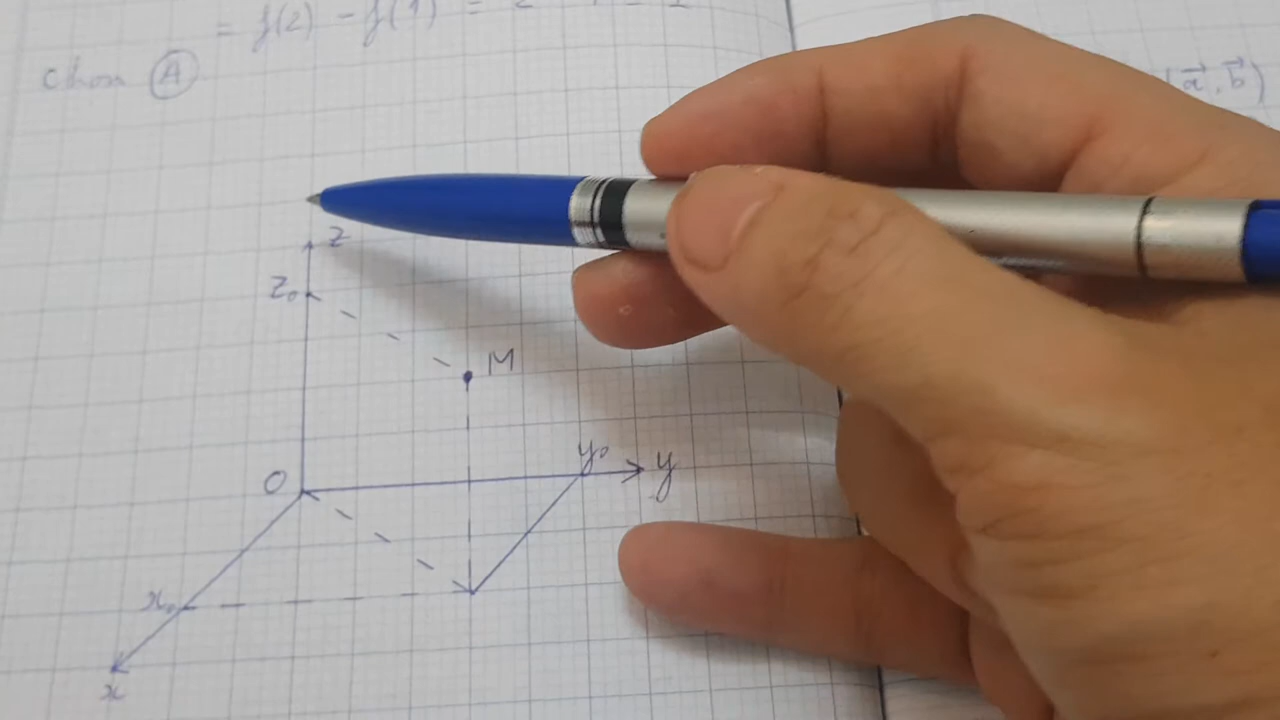 = f(2) - f(1) =
Chọn A
(a⃗, b⃗)
z
z₀
M
O
y₀
y
x₀
x